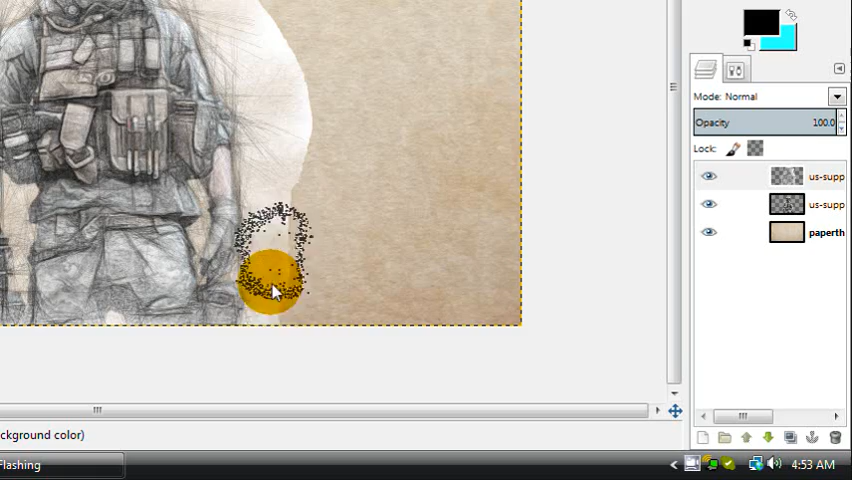 Mode: Normal
Opacity 100.0
Lock:
us-supp
us-supp
paperth
ckground color)
Flashing
4:53 AM